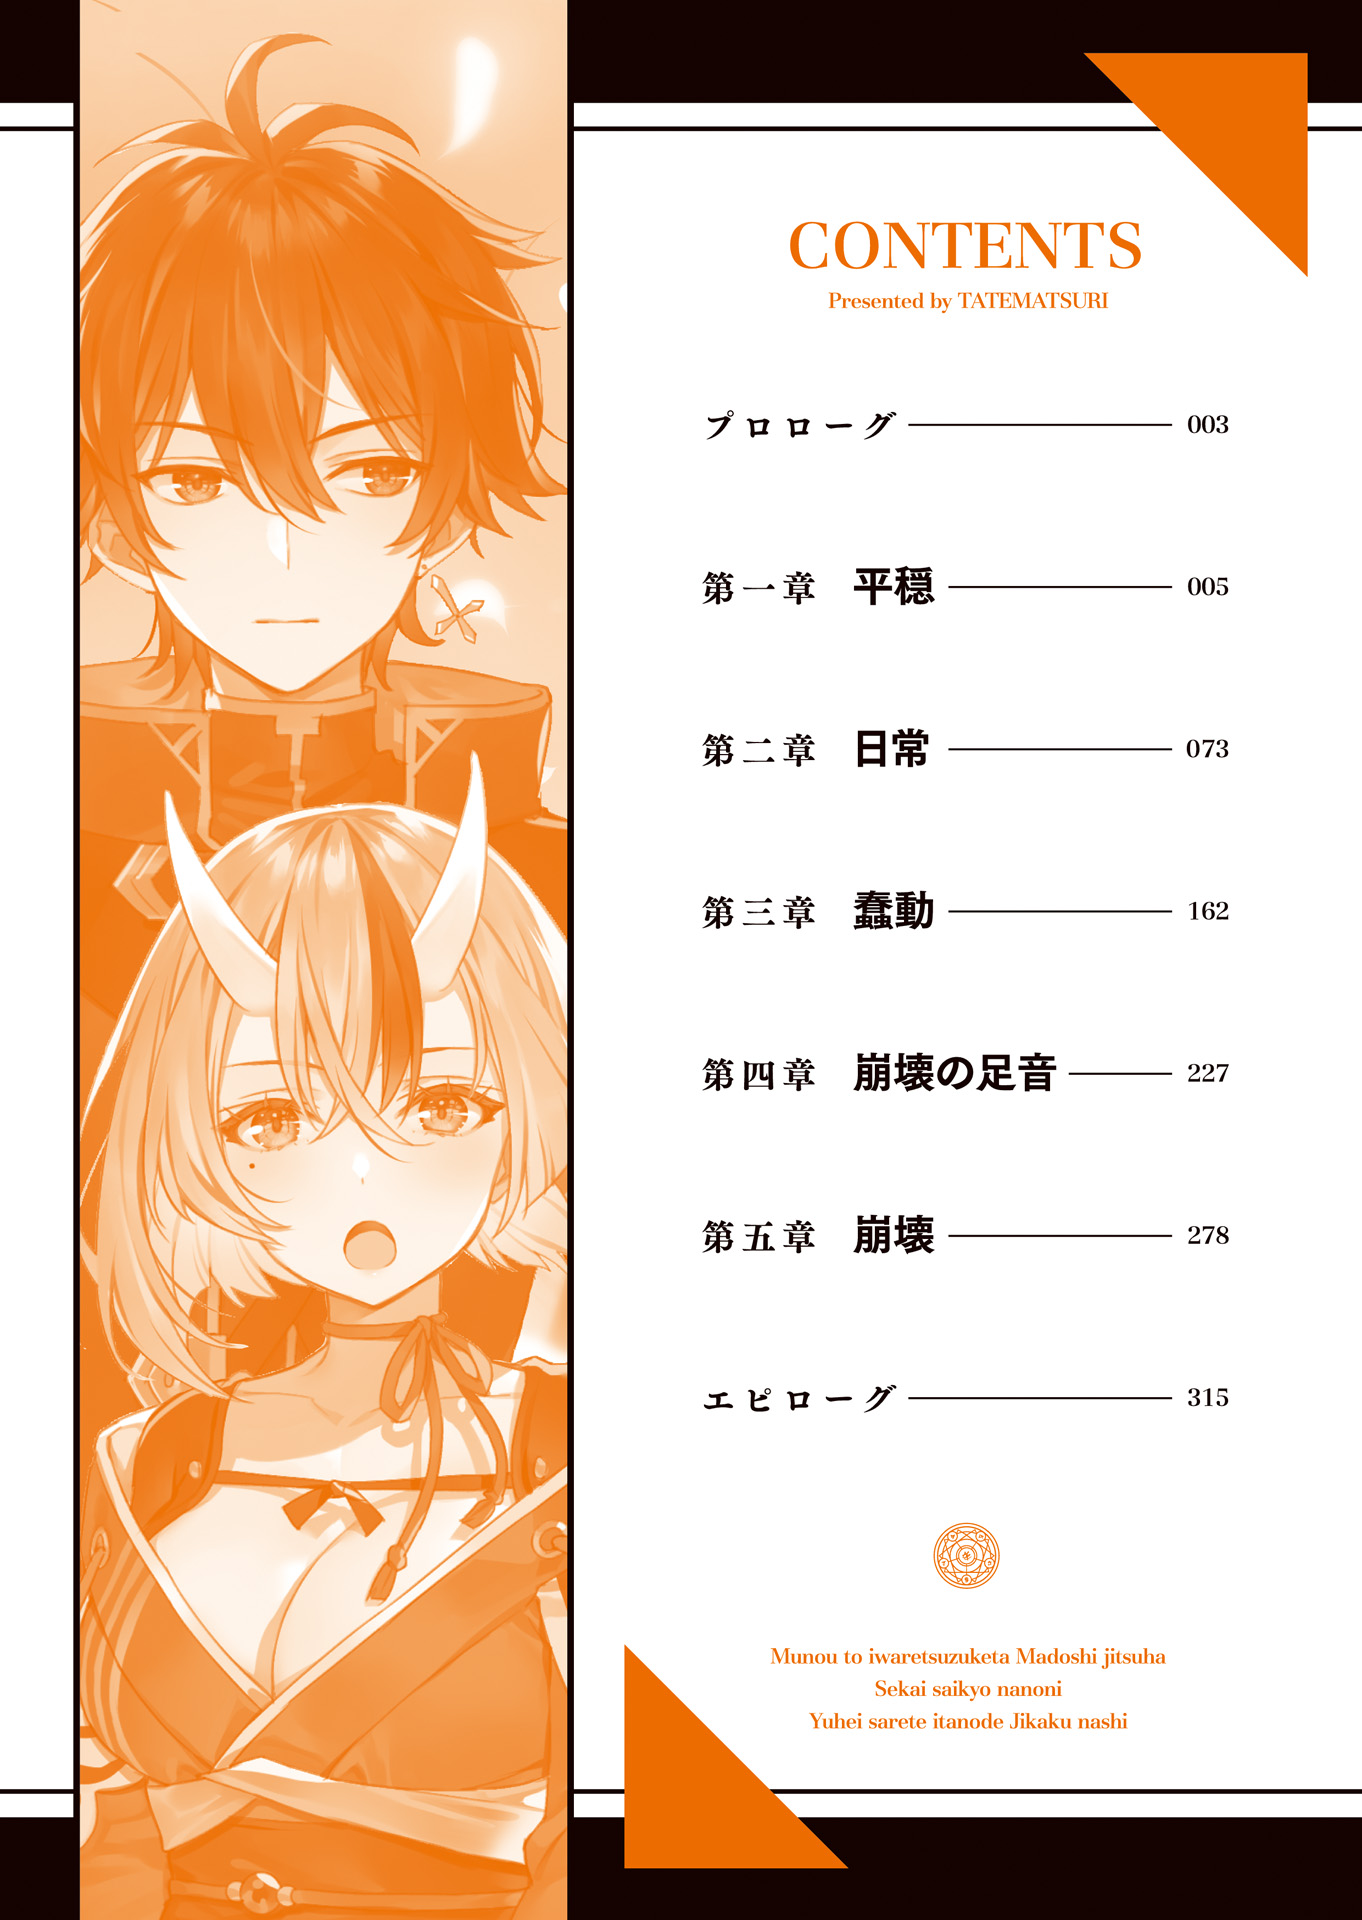 CONTENTS
Presented by TATEMATSURI
プロローグ 003
第一章 平穏 005
第二章 日常 073
第三章 蠢動 162
第四章 崩壊の足音 227
第五章 崩壊 278
エピローグ 315
Munou to iwaretsuzuketa Madoshi jitsuha
Sekai saikyo nanoni
Yuhei sarete itanode Jikaku nashi